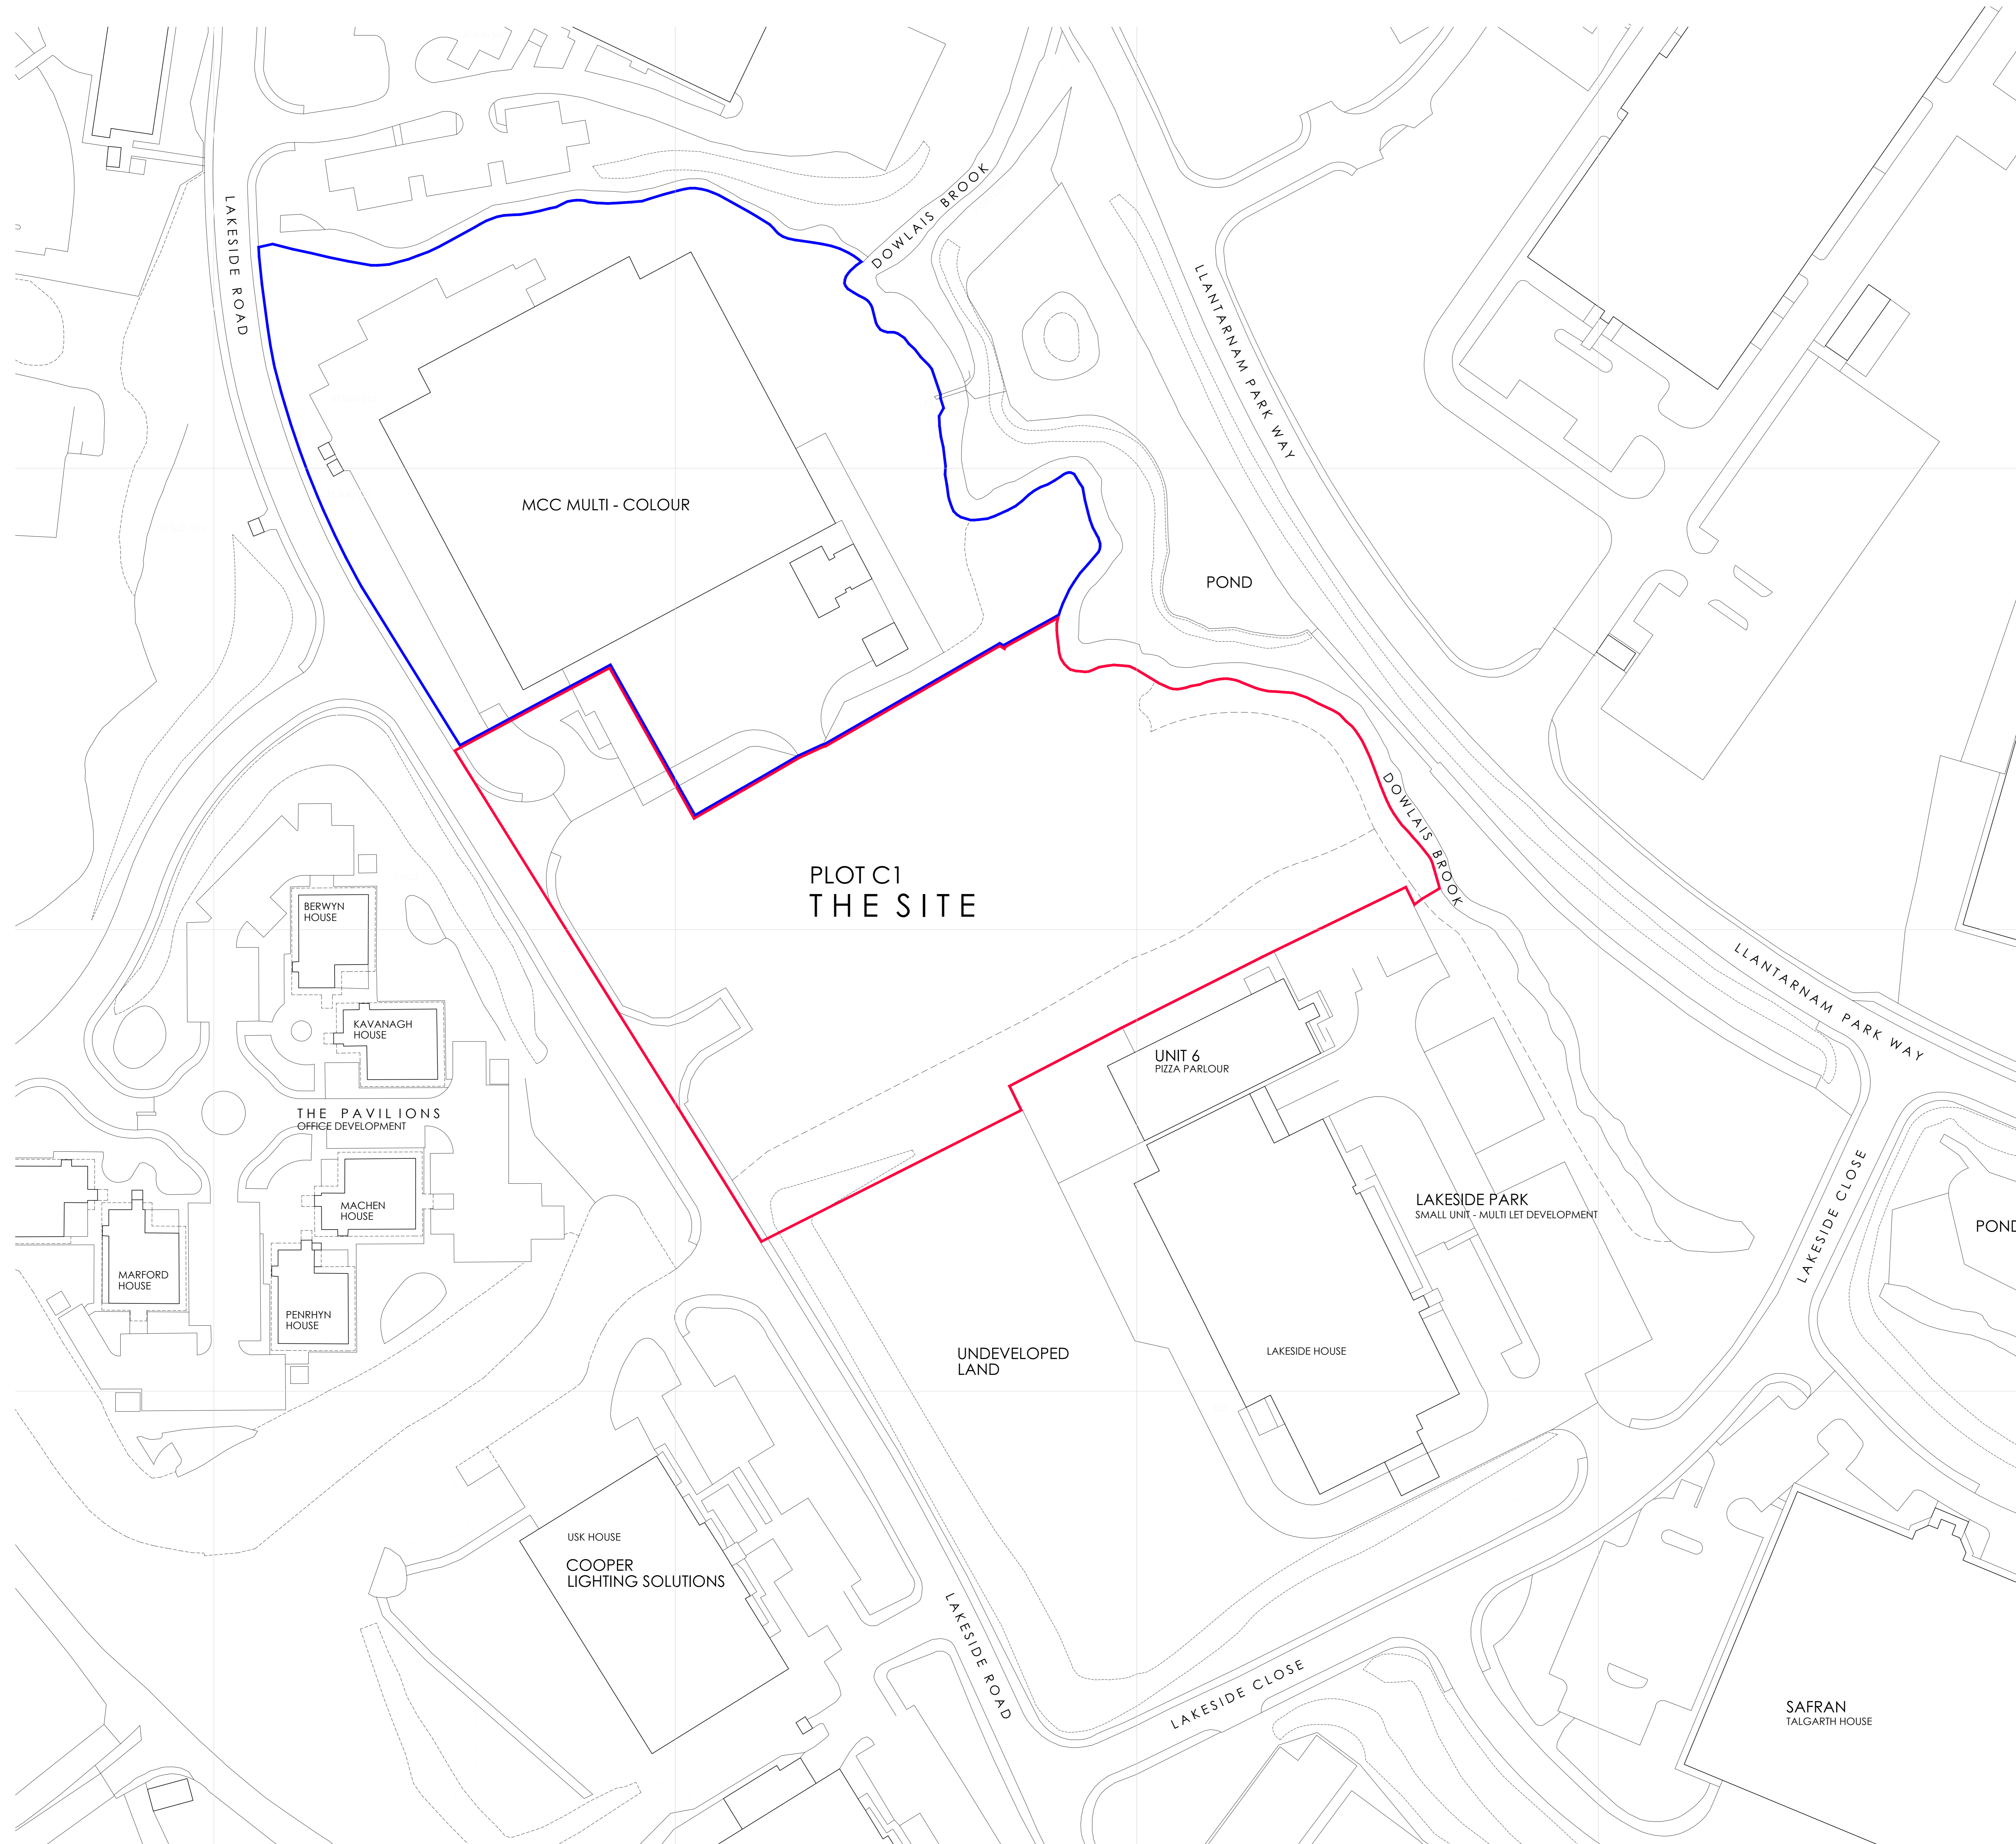 LAKESIDE ROAD
DOWLAIS BROOK
LLANTARNAM PARK WAY
MCC MULTI - COLOUR
POND
DOWLAIS BROOK
PLOT C1
THE SITE
BERWYN
HOUSE
KAVANAGH
HOUSE
LLANTARNAM PARK WAY
UNIT 6
PIZZA PARLOUR
THE PAVILIONS
OFFICE DEVELOPMENT
MACHEN
HOUSE
LAKESIDE PARK
SMALL UNIT - MULTI LET DEVELOPMENT
LAKESIDE CLOSE
POND
MARFORD
HOUSE
PENRHYN
HOUSE
UNDEVELOPED
LAND
LAKESIDE HOUSE
USK HOUSE
COOPER
LIGHTING SOLUTIONS
LAKESIDE ROAD
LAKESIDE CLOSE
SAFRAN
TALGARTH HOUSE